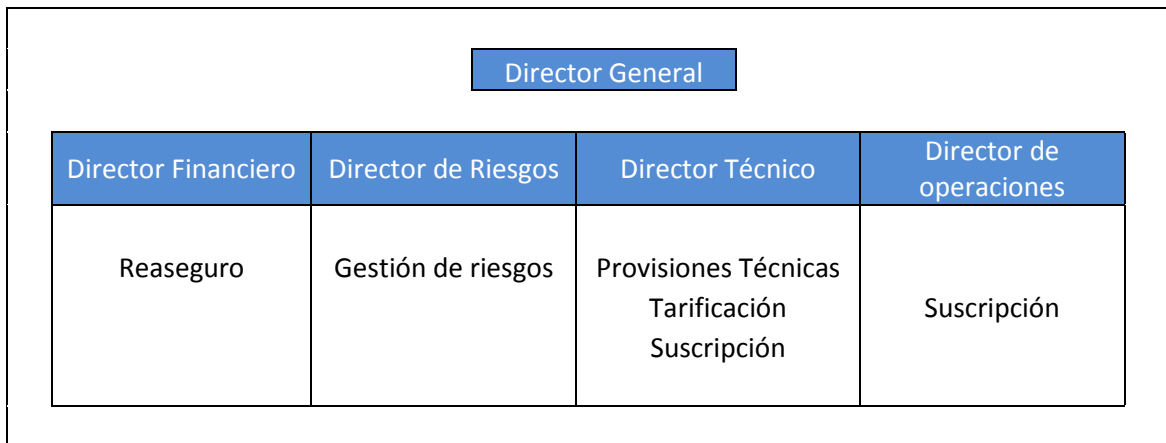 Director General
Director Financiero
Director de Riesgos
Director Técnico
Director de
operaciones
Reaseguro
Gestión de riesgos
Provisiones Técnicas
Tarificación
Suscripción
Suscripción